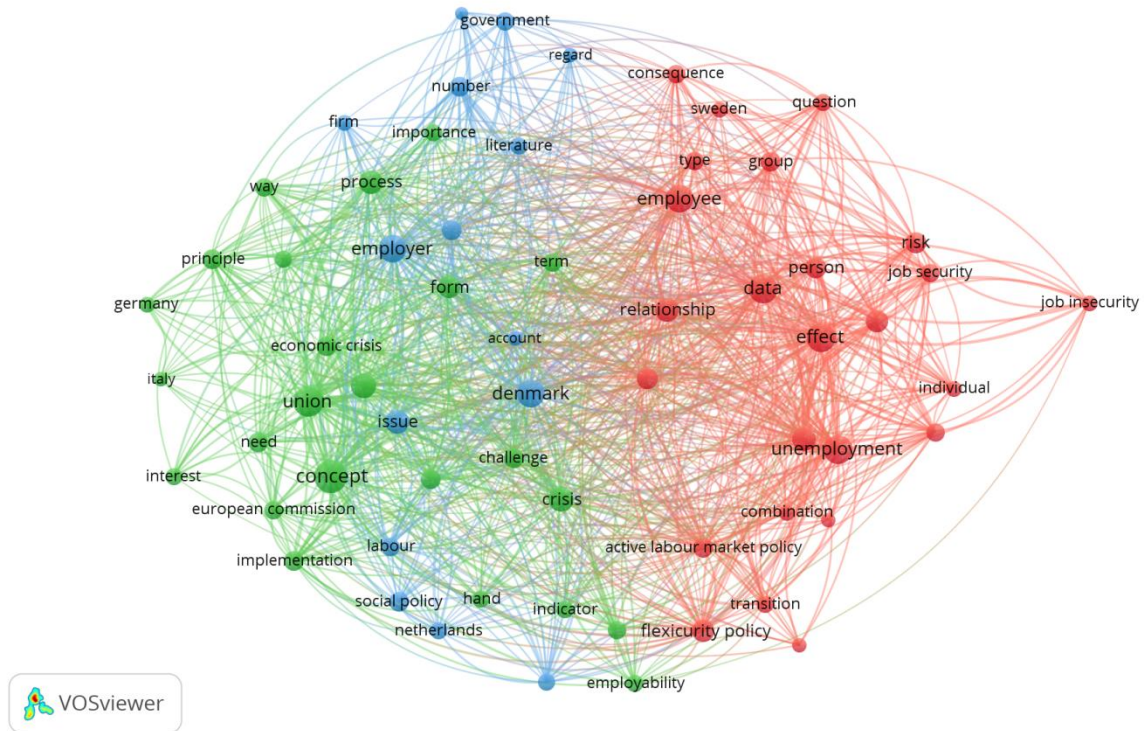 government
regard
consequence
number
sweden
question
firm
importance
literature
type
group
way
process
employee
employer
risk
principle
term
person
job security
form
data
germany
relationship
job insecurity
economic crisis
account
effect
italy
denmark
individual
union
issue
need
unemployment
challenge
interest
concept
crisis
european commission
combination
labour
active labour market policy
implementation
social policy
hand
indicator
transition
netherlands
flexicurity policy
employability
VOSviewer